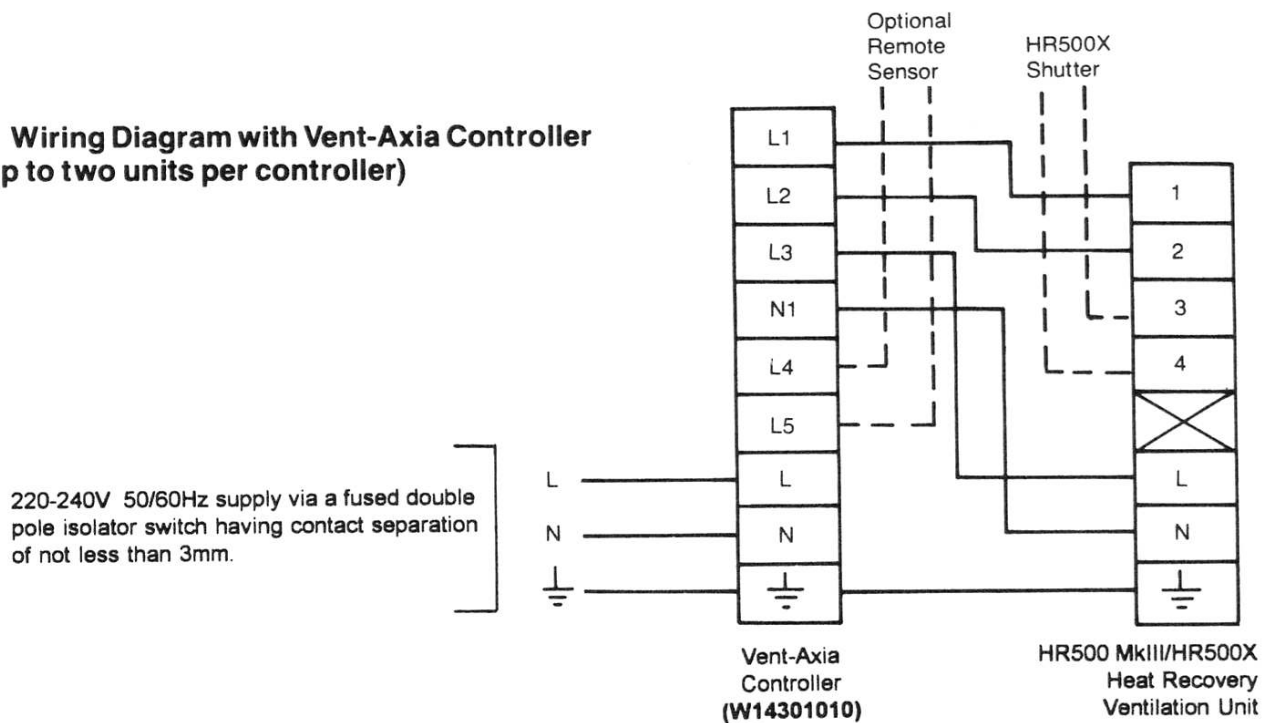 Wiring Diagram with Vent-Axia Controller
p to two units per controller)
Optional
Remote
Sensor
HR500X
Shutter
L1
L2
L3
N1
L4
L5
L
N
1
2
3
4
L
N
L
N
220-240V 50/60Hz supply via a fused double
pole isolator switch having contact separation
of not less than 3mm.
Vent-Axia
Controller
(W14301010)
HR500 MkIII/HR500X
Heat Recovery
Ventilation Unit